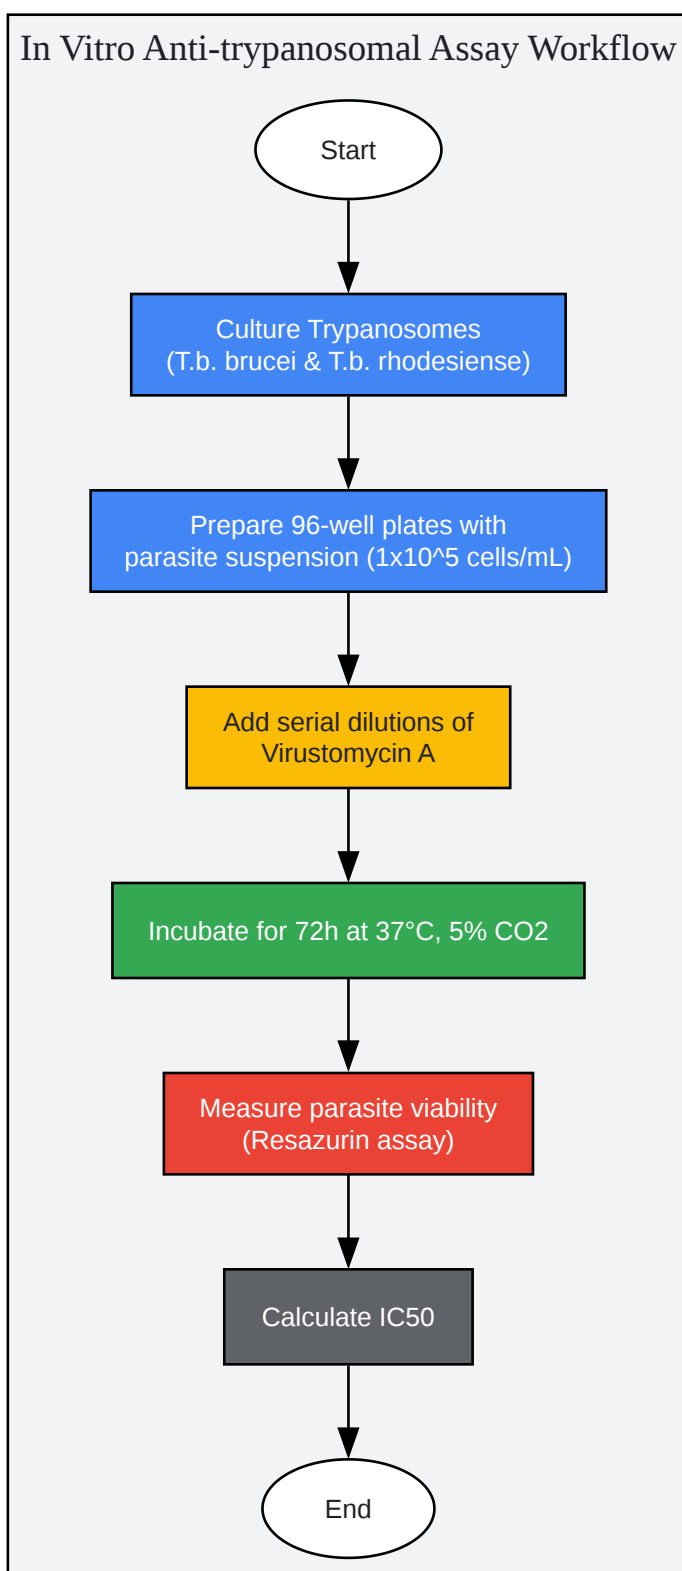 In Vitro Anti-trypanosomal Assay Workflow
Start
Culture Trypanosomes
(T.b. brucei & T.b. rhodesiense)
Prepare 96-well plates with
parasite suspension (1x10^5 cells/mL)
Add serial dilutions of
Virustomycin A
Incubate for 72h at 37°C, 5% CO2
Measure parasite viability
(Resazurin assay)
Calculate IC50
End